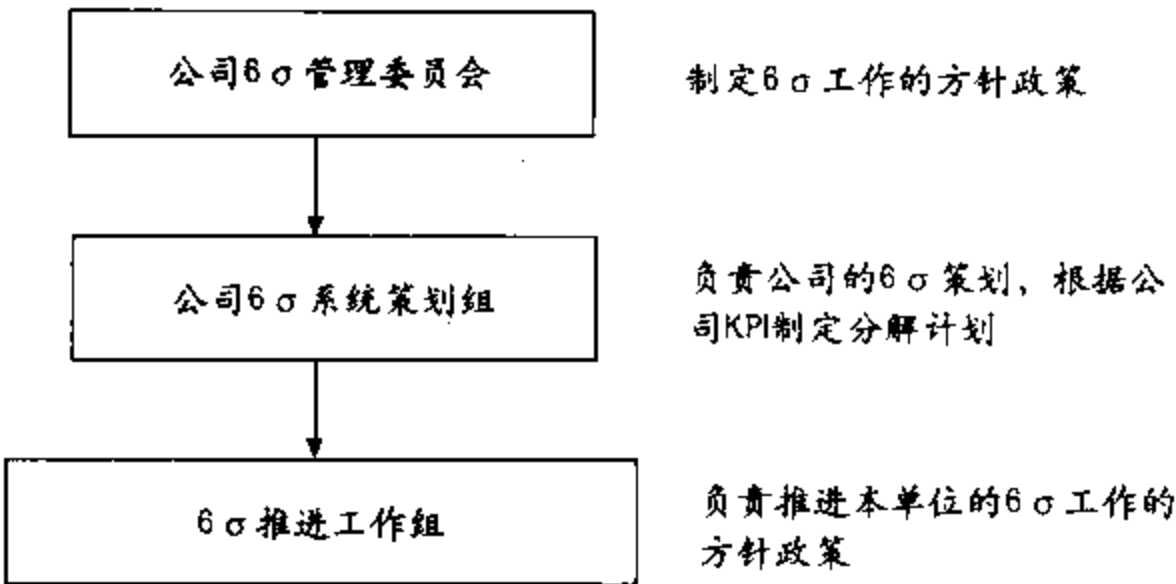 公司6σ管理委员会
制定6σ工作的方针政策
公司6σ系统策划组
负责公司的6σ策划、根据公
司KPI制定分解计划
6σ推进工作组
负责推进本单位的6σ工作的
方针政策